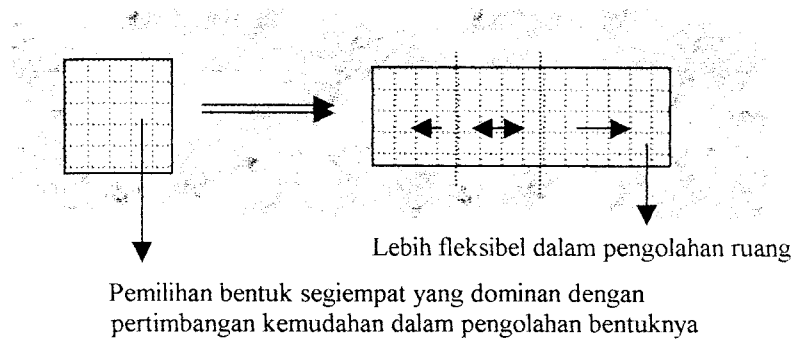 Lebih fleksibel dalam pengolahan ruang
Pemilihan bentuk segiempat yang dominan dengan
pertimbangan kemudahan dalam pengolahan bentuknya